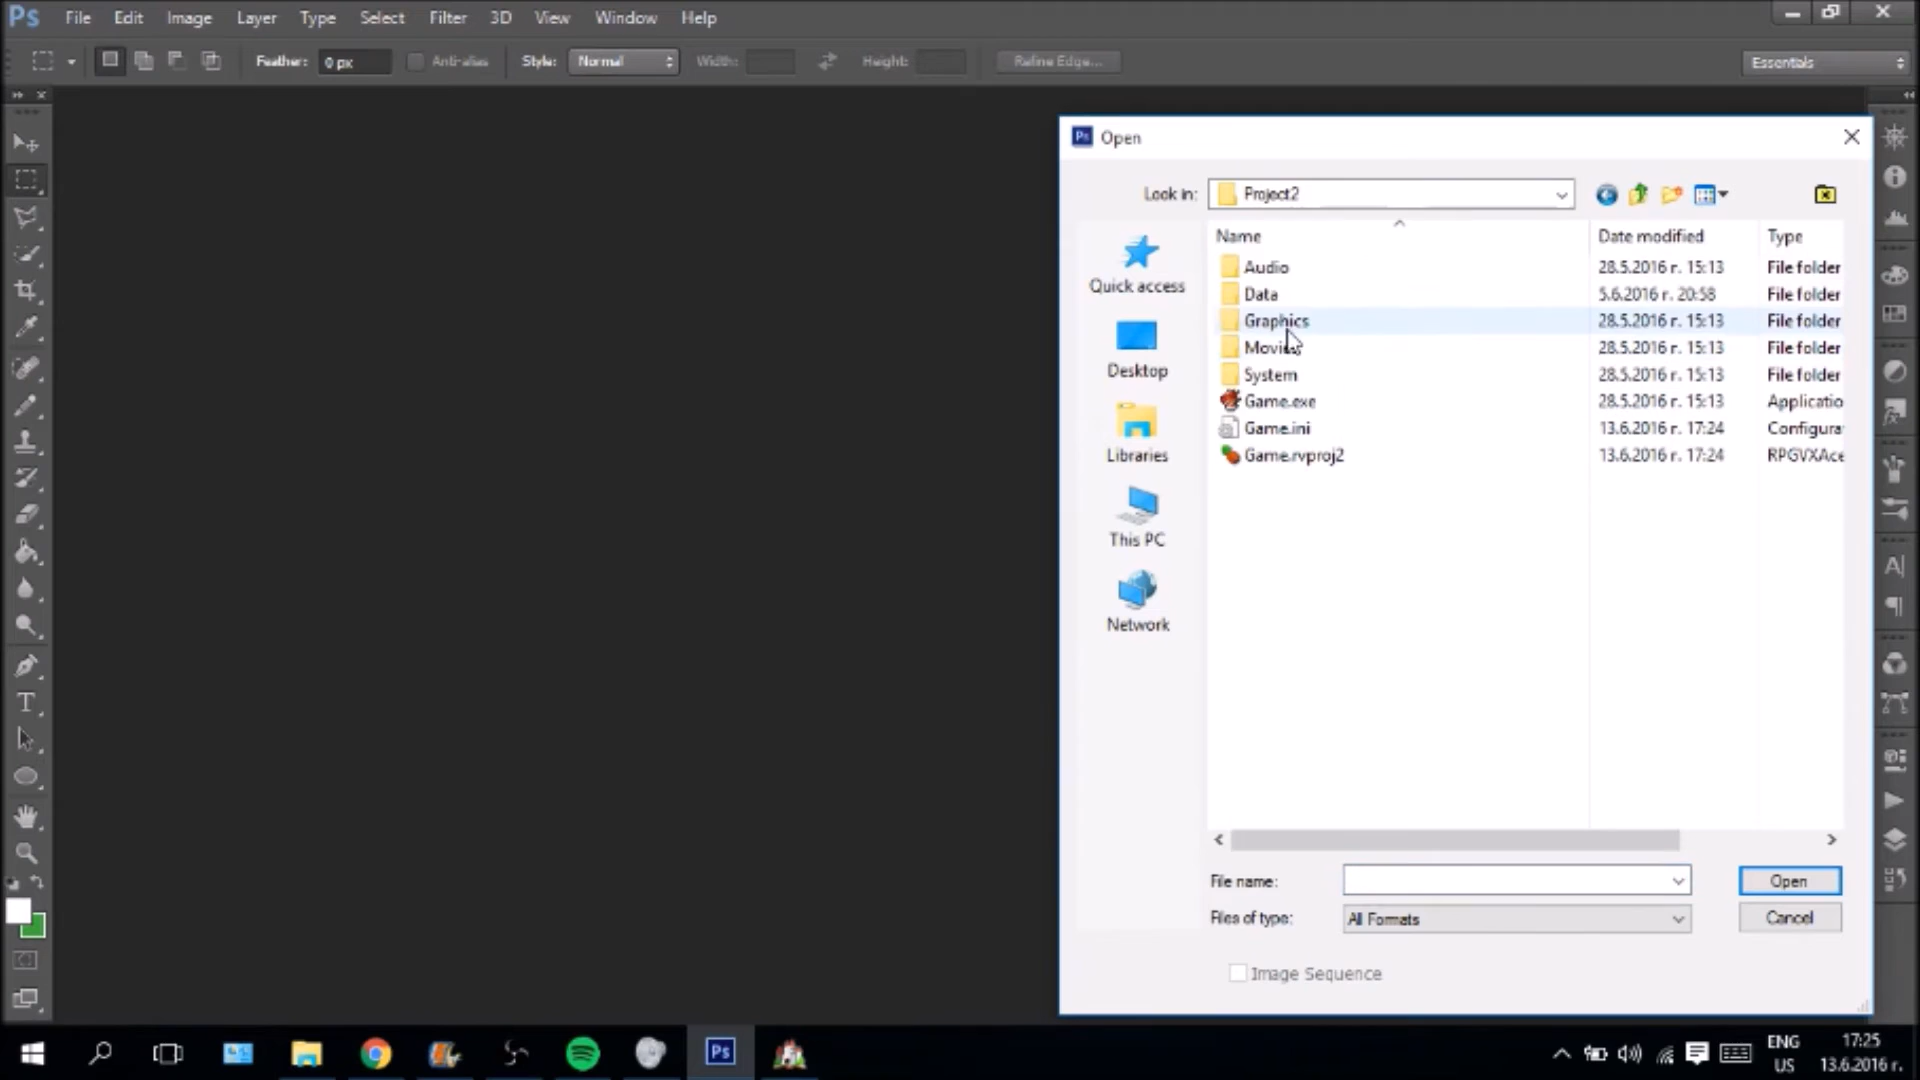 Ps File Edit Image Layer Type Select Filter 3D View Window Help
Feather: 0 px Anti-alias Style: Normal Width: Height: Refine Edge... Essentials
Ps Open
Look in: Project2
Name Date modified Type
Audio 28.5.2016 г. 15:13 File folder
Data 5.6.2016 г. 20:58 File folder
Graphics 28.5.2016 г. 15:13 File folder
28.5.2016 г. 15:13 File folder
System 28.5.2016 г. 15:13 File folder
Game.exe 28.5.2016 г. 15:13 Applicatio
Game.ini 13.6.2016 г. 17:24 Configura
Game.rvproj2 13.6.2016 г. 17:24 RPGVXAce
Quick access
Desktop
Libraries
This PC
Network
File name: Open
Files of type: All Formats Cancel
Image Sequence
Ps
ENG
US
17:25
13.6.2016 г.